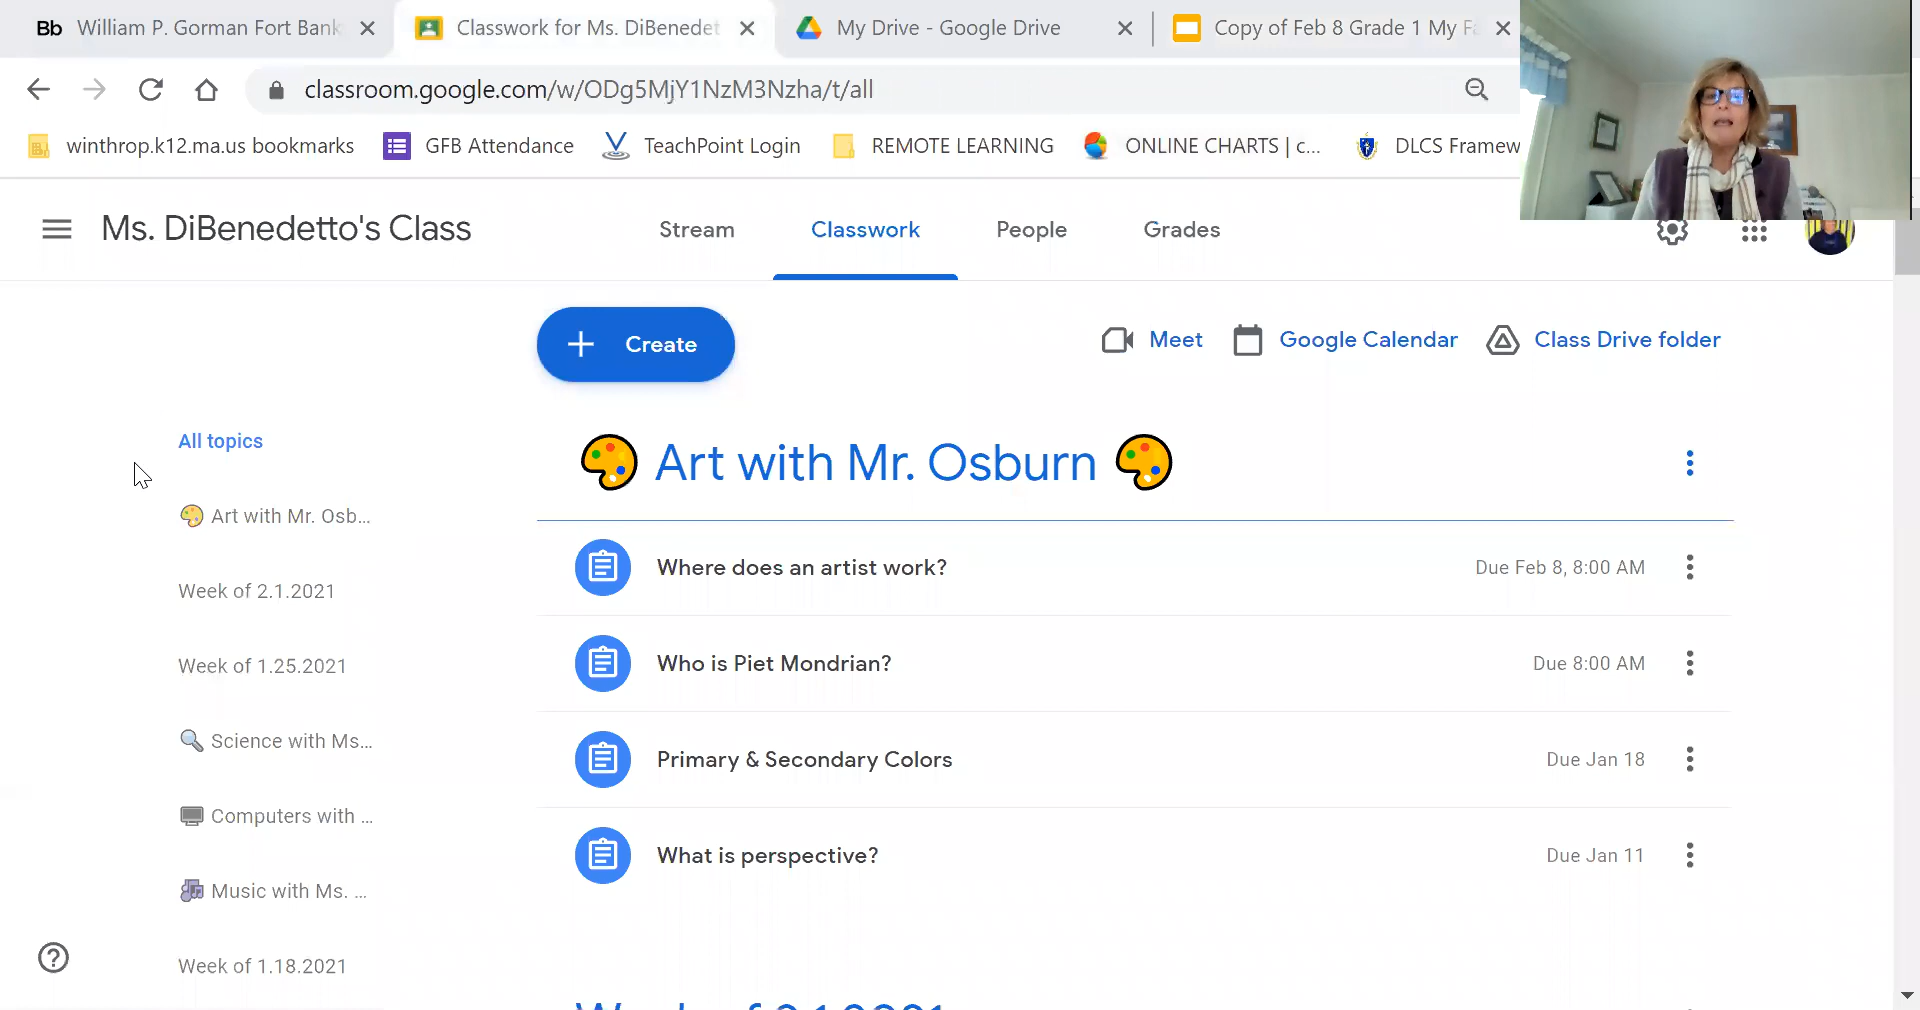 Bb William P. Gorman Fort Bank
Classwork for Ms. DiBenedet
My Drive - Google Drive
Copy of Feb 8 Grade 1 My Fa
classroom.google.com/w/ODg5MjY1NzM3Nzha/t/all
winthrop.k12.ma.us bookmarks
GFB Attendance
TeachPoint Login
REMOTE LEARNING
ONLINE CHARTS | c...
DLCS Framew
Ms. DiBenedetto's Class
Stream
Classwork
People
Grades
Create
Meet
Google Calendar
Class Drive folder
All topics
Art with Mr. Osb...
Week of 2.1.2021
Week of 1.25.2021
Science with Ms...
Computers with ...
Music with Ms. ...
Week of 1.18.2021
Art with Mr. Osburn
Where does an artist work?
Due Feb 8, 8:00 AM
Who is Piet Mondrian?
Due 8:00 AM
Primary & Secondary Colors
Due Jan 18
What is perspective?
Due Jan 11
Week of 2.1.2021